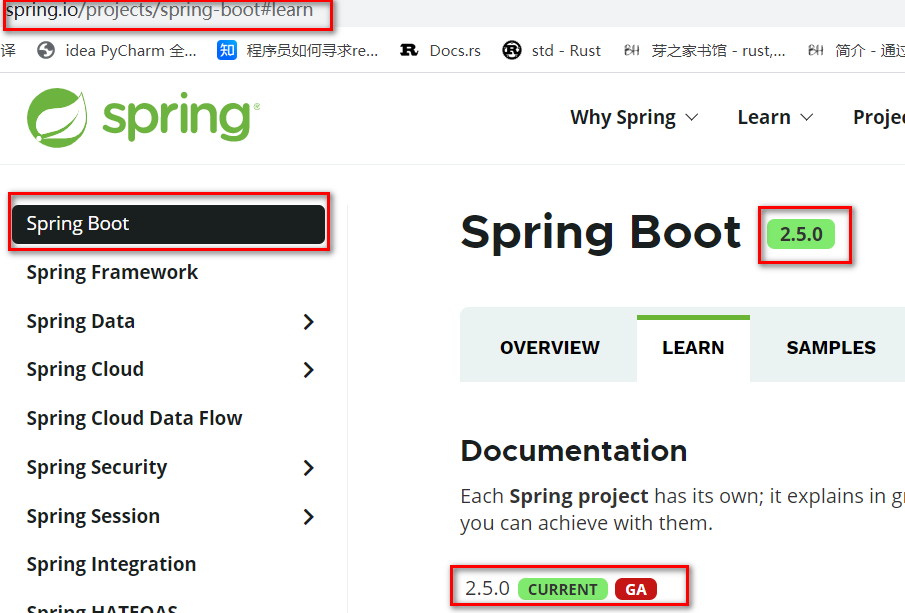 spring.io/projects/spring-boot#learn
译 idea PyCharm 全... 知 程序员如何寻求re... Docs.rs std - Rust 芽之家书馆 - rust,... 简介 - 通过
spring®
Why Spring Learn Projec
Spring Boot
Spring Framework
Spring Data
Spring Cloud
Spring Cloud Data Flow
Spring Security
Spring Session
Spring Integration
Spring HATEOAS
Spring Boot 2.5.0
OVERVIEW LEARN SAMPLES
Documentation
Each Spring project has its own; it explains in gr
you can achieve with them.
2.5.0 CURRENT GA